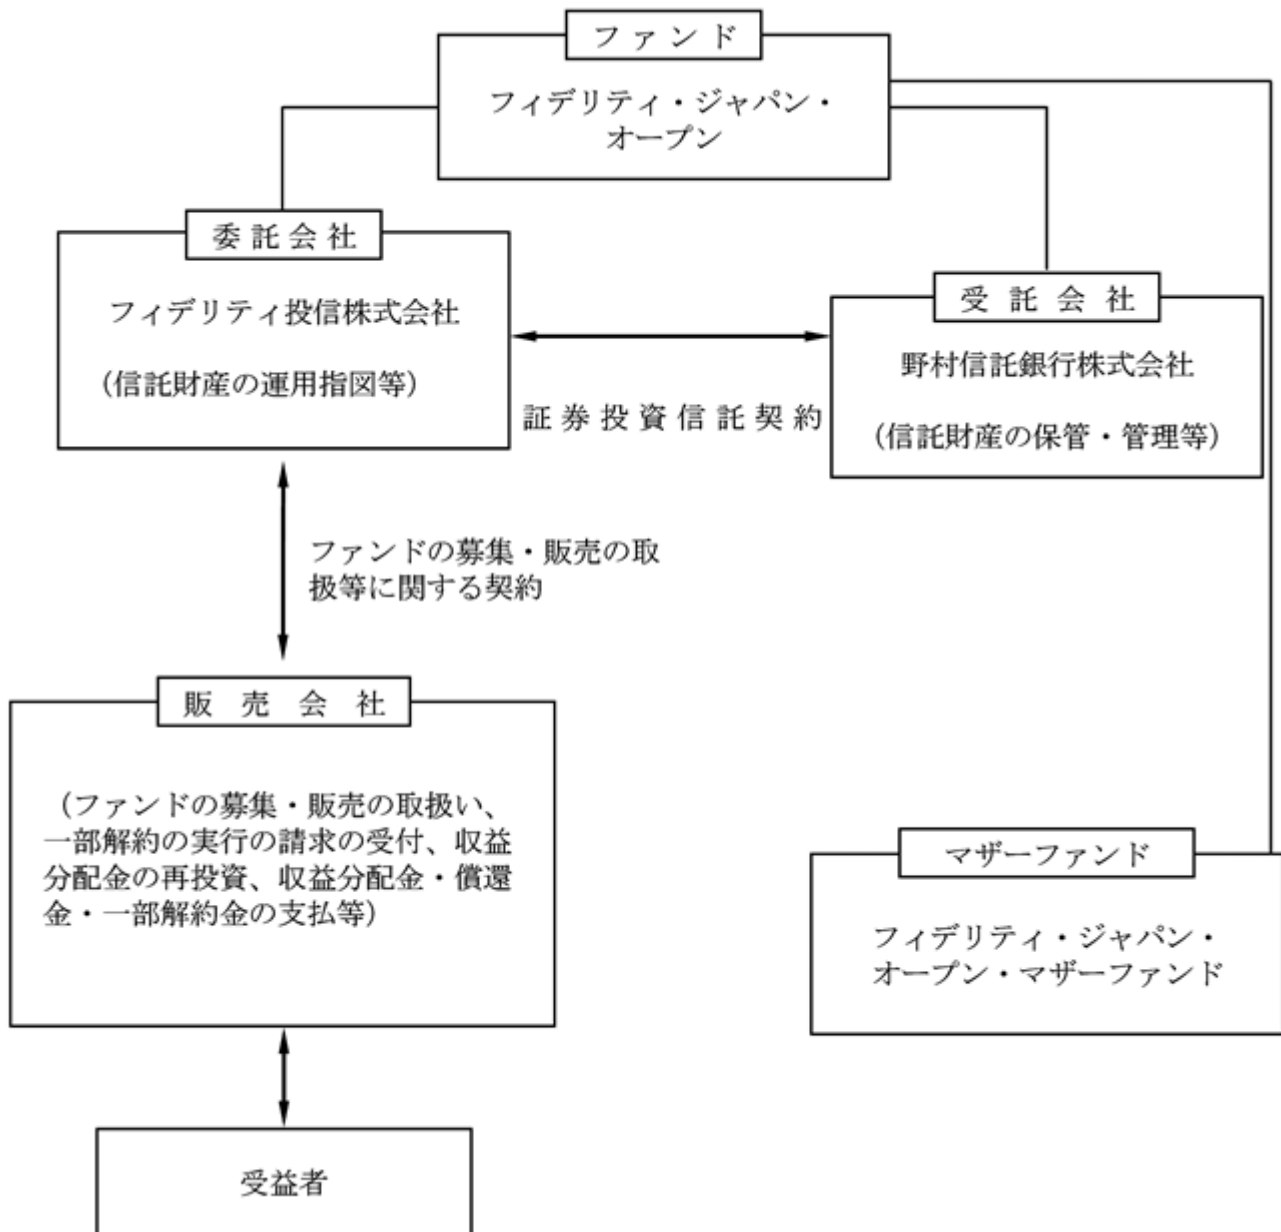 ファンド
フィデリティ・ジャパン・
オープン
委託会社
フィデリティ投信株式会社
（信託財産の運用指図等）
証券投資信託契約
受託会社
野村信託銀行株式会社
（信託財産の保管・管理等）
ファンドの募集・販売の取
扱等に関する契約
販売会社
（ファンドの募集・販売の取扱い、
一部解約の実行の請求の受付、収益
分配金の再投資、収益分配金・償還
金・一部解約金の支払等）
マザーファンド
フィデリティ・ジャパン・
オープン・マザーファンド
受益者